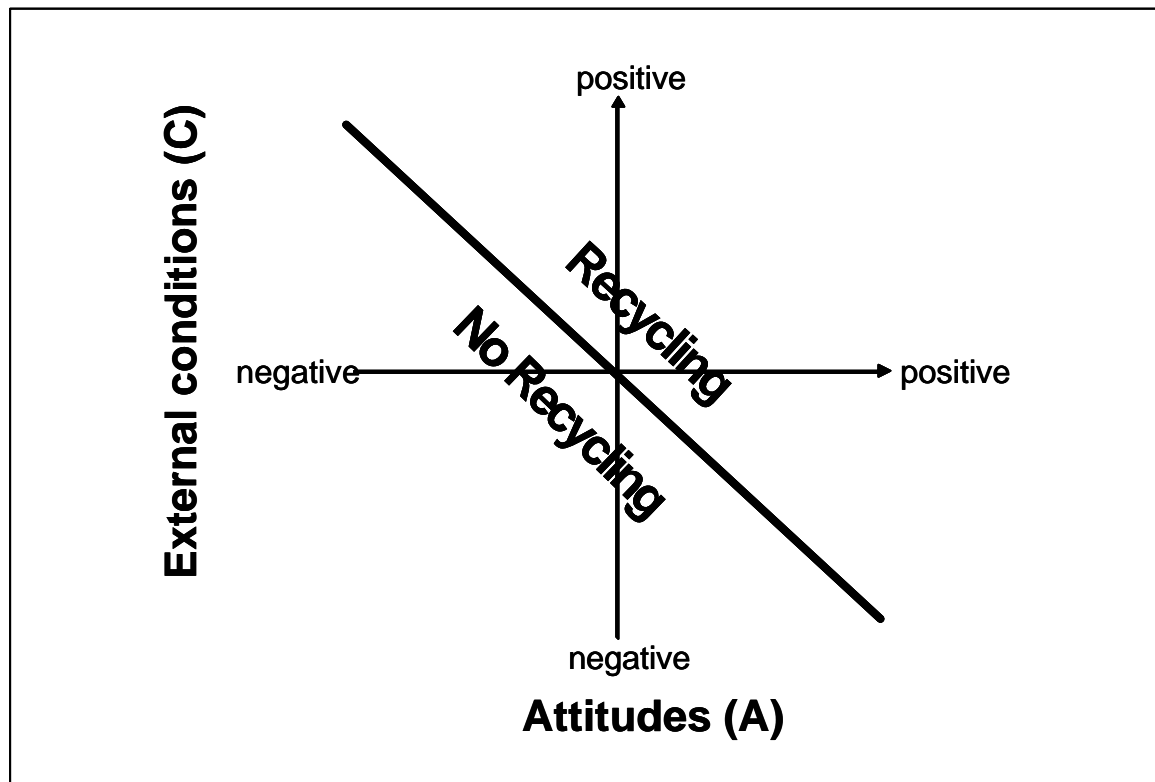 positive
External conditions (C)
Recycling
No Recycling
negative
positive
negative
Attitudes (A)